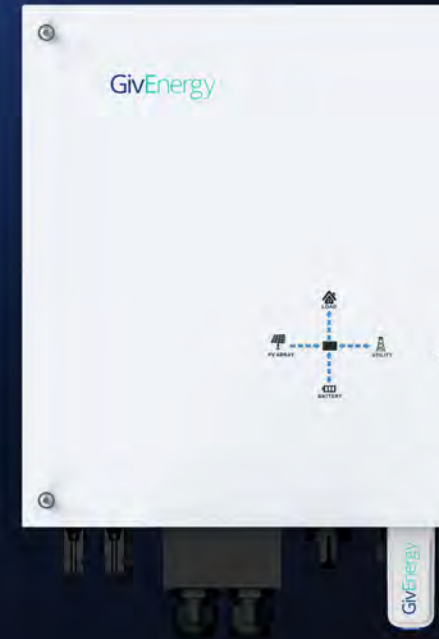 GivEnergy
LOAD
PV ARRAY
UTILITY
BATTERY
GivEnergy